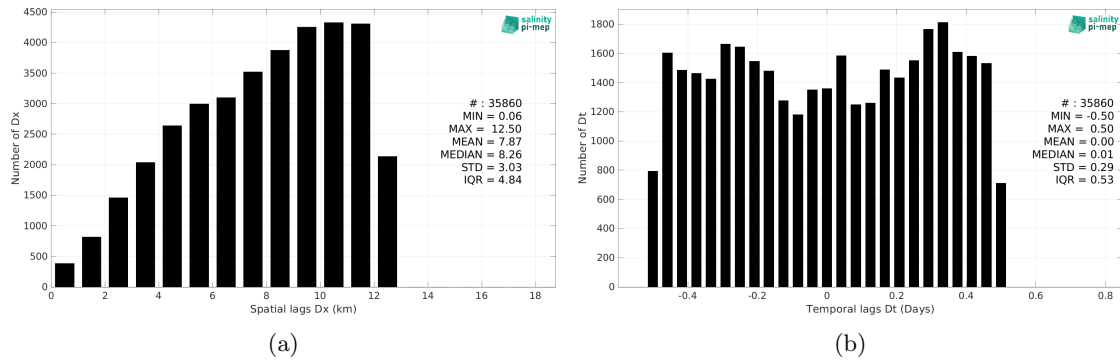 4500
4000
3500
3000
2500
2000
1500
1000
500
0
Number of Dx
salinity
pi-mep
# : 35860
MIN = 0.06
MAX = 12.50
MEAN = 7.87
MEDIAN = 8.26
STD = 3.03
IQR = 4.84
0 2 4 6 8 10 12 14 16 18
Spatial lags Dx (km)
(a)
1800
1600
1400
1200
1000
800
600
400
200
0
Number of Dt
salinity
pi-mep
# : 35860
MIN = -0.50
MAX = 0.50
MEAN = 0.00
MEDIAN = 0.01
STD = 0.29
IQR = 0.53
-0.4 -0.2 0 0.2 0.4 0.6 0.8
Temporal lags Dt (Days)
(b)